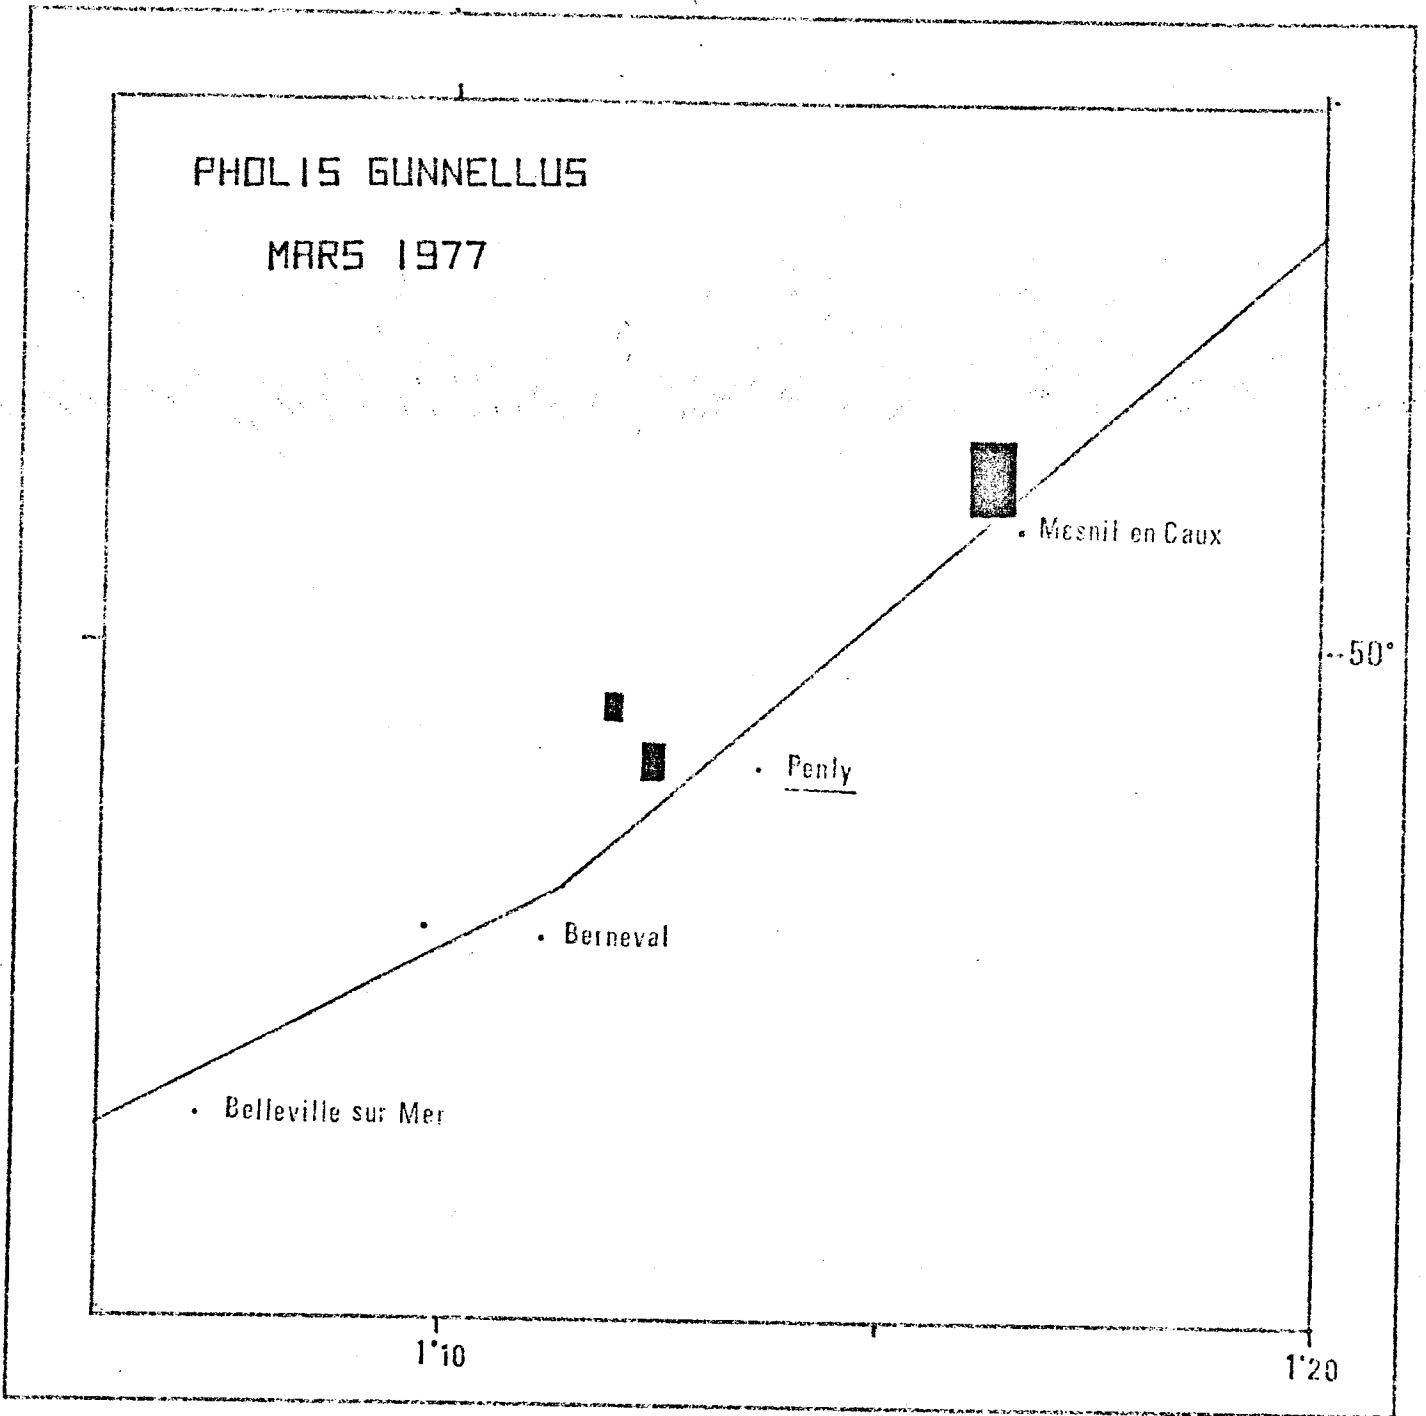 PHOLIS GUNNELLUS
MARS 1977
Mesnil en Caux
50°
Penly
Berneval
Belleville sur Mer
1°10
1°20